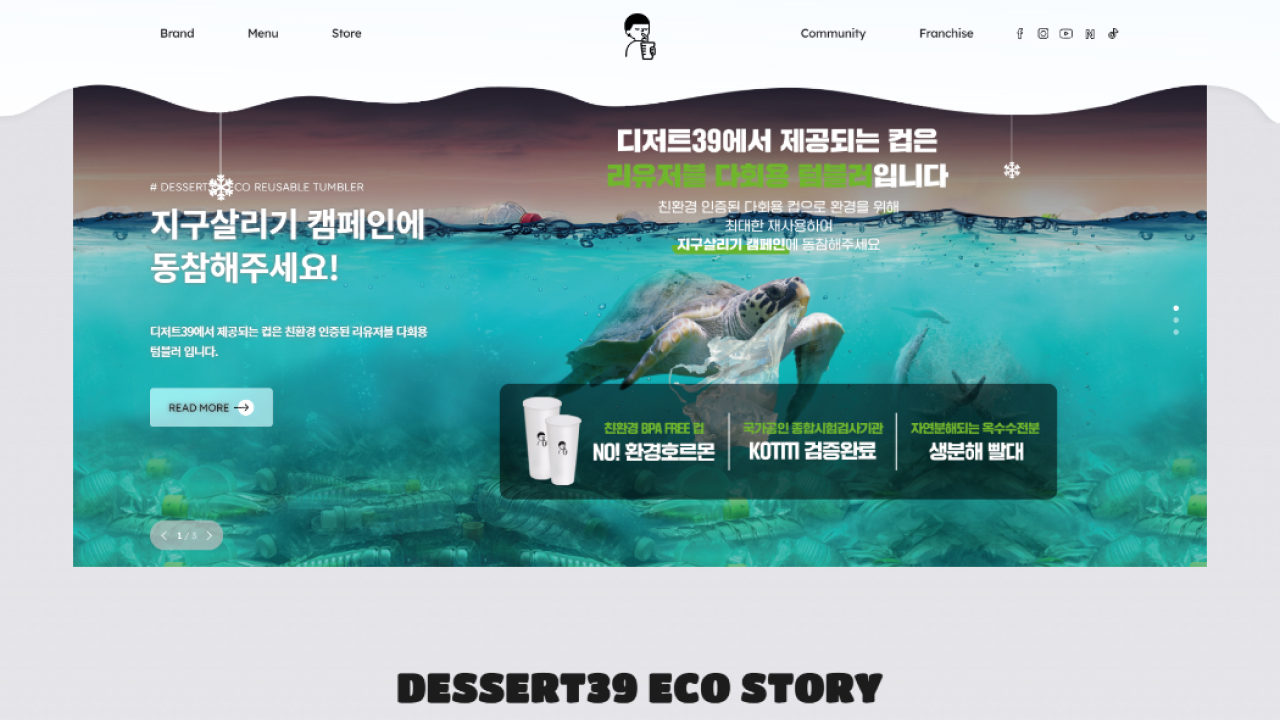 Brand
Menu
Store
Community
Franchise
디저트39에서 제공되는 컵은
리유저블 다회용 텀블러입니다
친환경 인증된 다회용 컵으로 환경을 위해
최대한 재사용하여
지구살리기 캠페인에 동참해주세요
# DESSERT39 ECO REUSABLE TUMBLER
지구살리기 캠페인에
동참해주세요!
디저트39에서 제공되는 컵은 친환경 인증된 리유저블 다회용
텀블러 입니다.
READ MORE
친환경 BPA FREE 컵
NO! 환경호르몬
국가공인 종합시험검사기관
KOTITI 검증완료
자연분해되는 옥수수전분
생분해 빨대
1 / 3
DESSERT39 ECO STORY